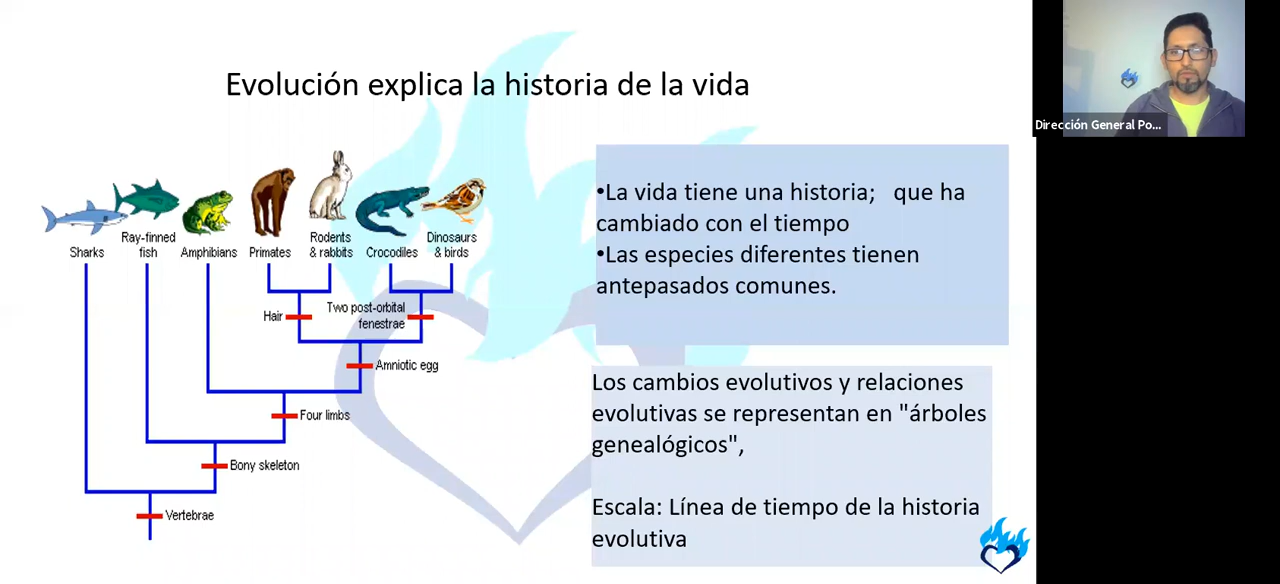 Evolución explica la historia de la vida
Sharks
Ray-finned
fish
Amphibians
Primates
Rodents
& rabbits
Crocodiles
Dinosaurs
& birds
Hair
Two post-orbital
fenestrae
Amniotic egg
Four limbs
Bony skeleton
Vertebrae
•La vida tiene una historia; que ha
cambiado con el tiempo
•Las especies diferentes tienen
antepasados comunes.
Los cambios evolutivos y relaciones
evolutivas se representan en "árboles
genealógicos",
Escala: Línea de tiempo de la historia
evolutiva
Dirección General Po...